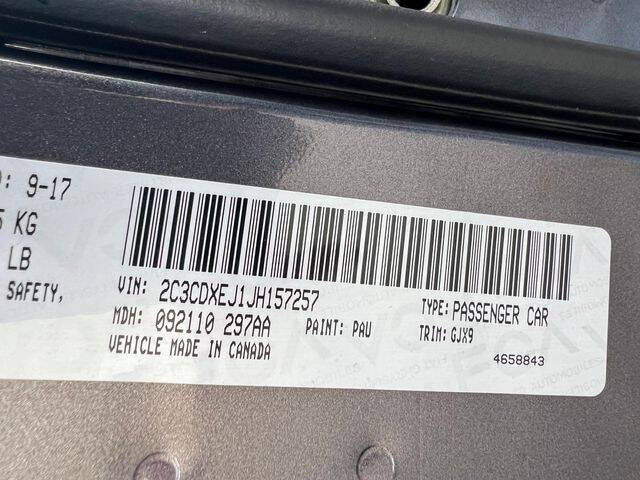 : 9-17
KG
LB
SAFETY,
VIN: 2C3CDXEJ1JH157257
TYPE: PASSENGER CAR
MDH: 092110 297AA
PAINT: PAU
TRIM: GJX9
VEHICLE MADE IN CANADA
4658843